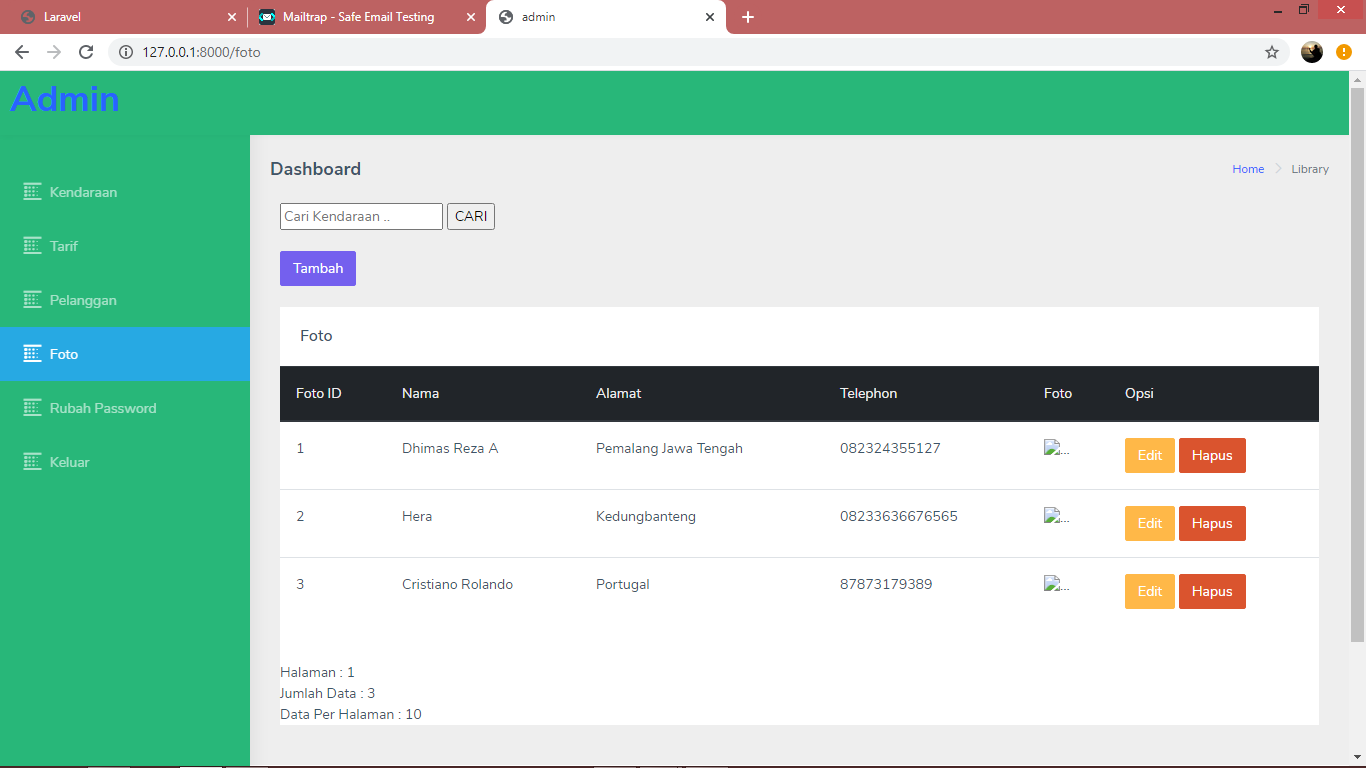 Laravel
Mailtrap - Safe Email Testing
admin
127.0.0.1:8000/foto
Admin
Kendaraan
Tarif
Pelanggan
Foto
Rubah Password
Keluar
Dashboard
Home > Library
Cari Kendaraan .. CARI
Tambah
Foto
Foto ID Nama Alamat Telephon Foto Opsi
1 Dhimas Reza A Pemalang Jawa Tengah 082324355127 ... Edit Hapus
2 Hera Kedungbanteng 08233636676565 ... Edit Hapus
3 Cristiano Rolando Portugal 87873179389 ... Edit Hapus
Halaman : 1
Jumlah Data : 3
Data Per Halaman : 10